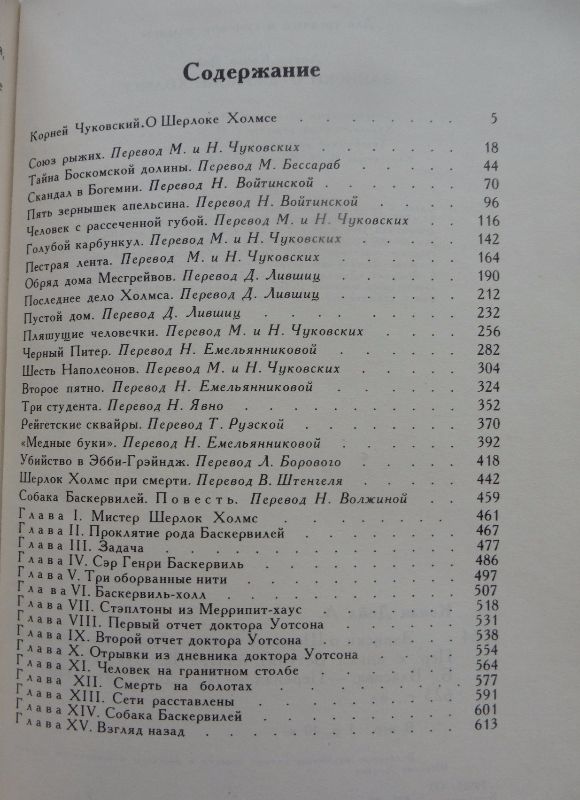 Содержание
Корней Чуковский. О Шерлоке Холмсе . . . . . . . 5
Союз рыжих. Перевод М. и Н. Чуковских . . . . . . 18
Тайна Боскомской долины. Перевод М. Бессараб . . . . 44
Скандал в Богемии. Перевод Н. Войтинской . . . . . 70
Пять зернышек апельсина. Перевод Н. Войтинской . . . . 96
Человек с рассеченной губой. Перевод М. и Н. Чуковских . . 116
Голубой карбункул. Перевод М. и Н. Чуковских . . . . 142
Пестрая лента. Перевод М. и Н. Чуковских . . . . . 164
Обряд дома Месгрейвов. Перевод Д. Лившиц . . . . . 190
Последнее дело Холмса. Перевод Д. Лившиц . . . . . 212
Пустой дом. Перевод Д. Лившиц . . . . . . . 232
Пляшущие человечки. Перевод М. и Н. Чуковских . . . . 256
Черный Питер. Перевод Н. Емельянниковой . . . . . 282
Шесть Наполеонов. Перевод М. и Н. Чуковских . . . . 304
Второе пятно. Перевод Н. Емельянниковой . . . . . 324
Три студента. Перевод Н. Явно . . . . . . . 352
Рейгетские сквайры. Перевод Т. Рузской . . . . . . 370
«Медные буки». Перевод Н. Емельянниковой . . . . . 392
Убийство в Эбби-Грэйндж. Перевод Л. Борового . . . . 418
Шерлок Холмс при смерти. Перевод В. Штенгеля . . . . 442
Собака Баскервилей. Повесть. Перевод Н. Волжиной . . 459
Глава I. Мистер Шерлок Холмс . . . . . . . 461
Глава II. Проклятие рода Баскервилей . . . . . . 467
Глава III. Задача . . . . . . . . . . 477
Глава IV. Сэр Генри Баскервиль . . . . . . . 486
Глава V. Три оборванные нити . . . . . . . 497
Глава VI. Баскервиль-холл . . . . . . . . 507
Глава VII. Стэплтоны из Меррипит-хаус . . . . . . 518
Глава VIII. Первый отчет доктора Уотсона . . . . . 531
Глава IX. Второй отчет доктора Уотсона . . . . . . 538
Глава X. Отрывки из дневника доктора Уотсона . . . . 554
Глава XI. Человек на гранитном столбе . . . . . . 564
Глава XII. Смерть на болотах . . . . . . . 577
Глава XIII. Сети расставлены . . . . . . . 591
Глава XIV. Собака Баскервилей . . . . . . . 601
Глава XV. Взгляд назад . . . . . . . . 613